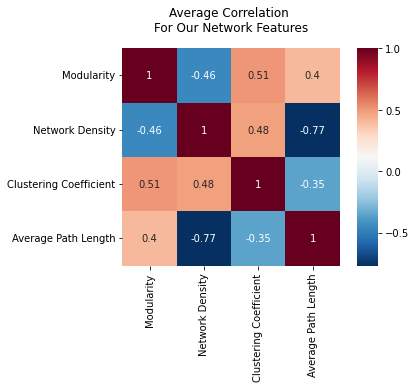 Average Correlation
For Our Network Features
Modularity 1 -0.46 0.51 0.4
Network Density -0.46 1 0.48 -0.77
Clustering Coefficient 0.51 0.48 1 -0.35
Average Path Length 0.4 -0.77 -0.35 1
Modularity
Network Density
Clustering Coefficient
Average Path Length
1.0
0.5
0.0
−0.5